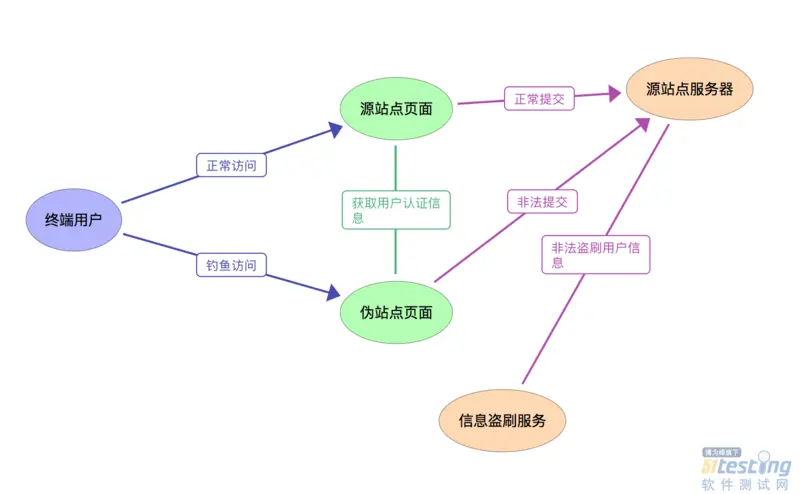 源站点服务器
源站点页面
正常提交
正常访问
获取用户认证信
息
非法提交
终端用户
非法盗刷用户信
息
钓鱼访问
伪站点页面
信息盗刷服务
博为峰旗下
51testing
软件测试网